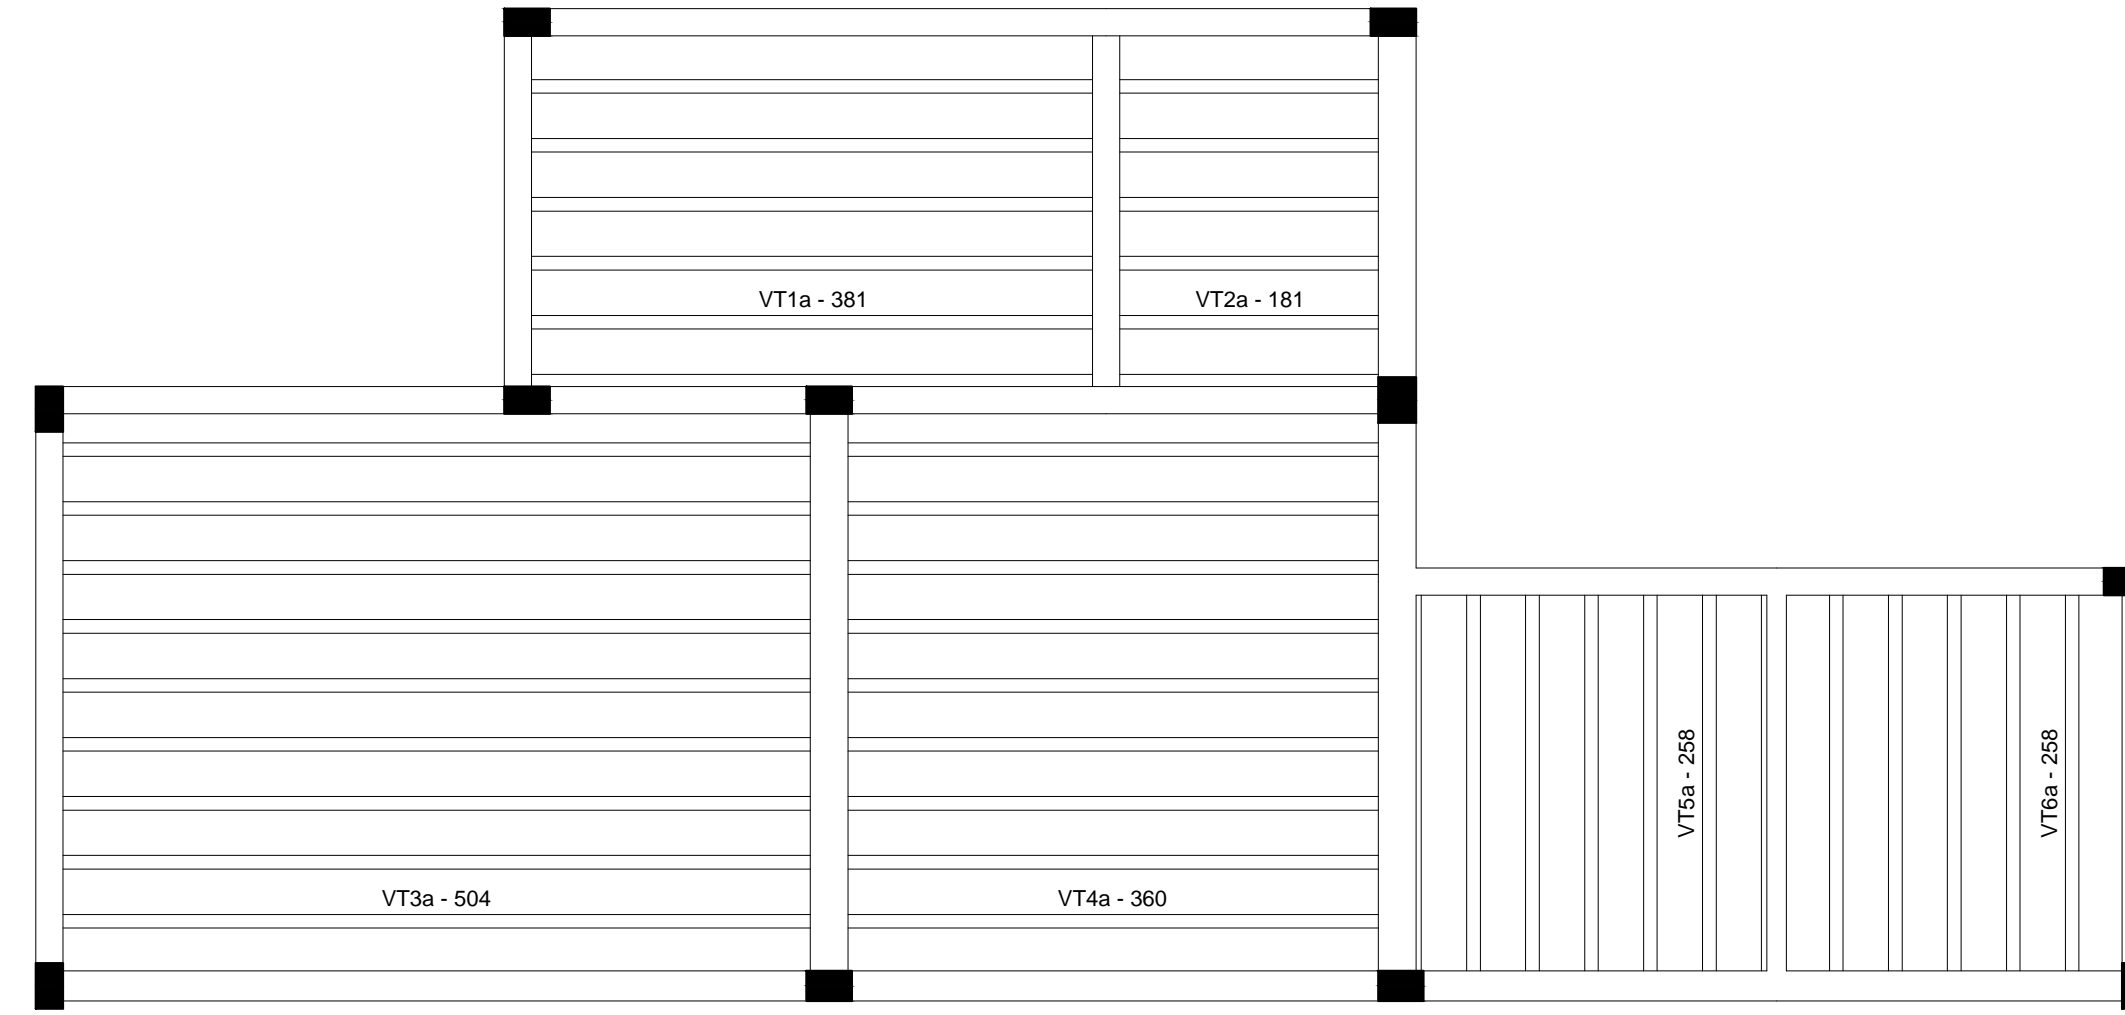 VT1a - 381
VT2a - 181
VT3a - 504
VT4a - 360
VT5a - 258
VT6a - 258